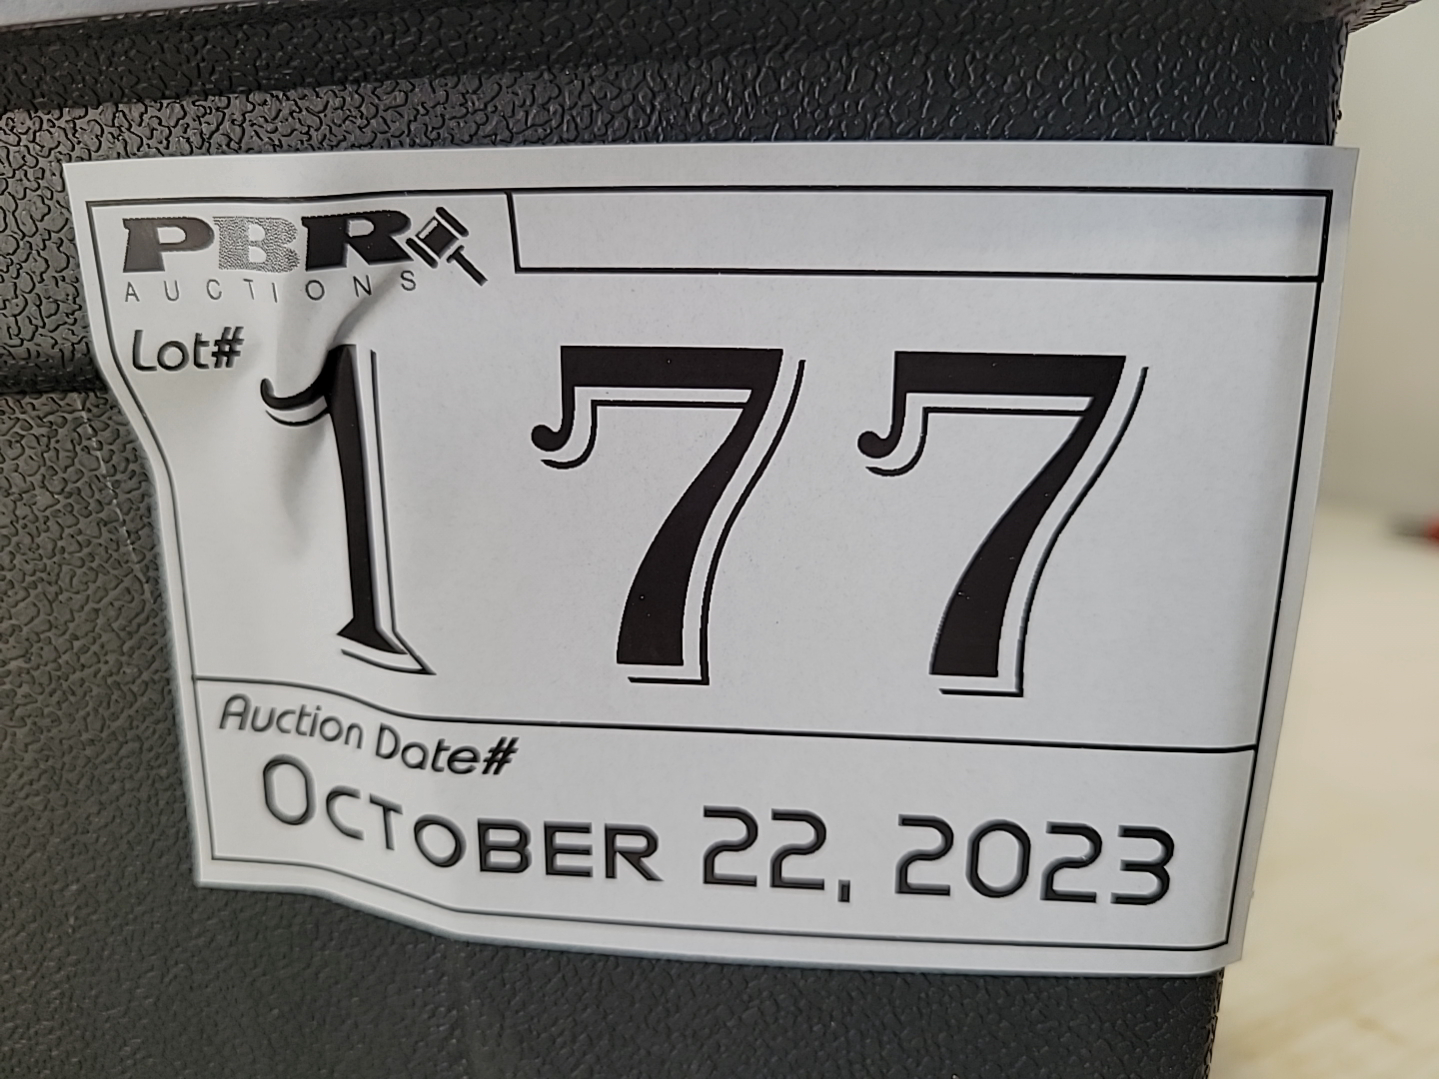 PBR
AUCTIONS
Lot#
177
Auction Date#
October 22, 2023